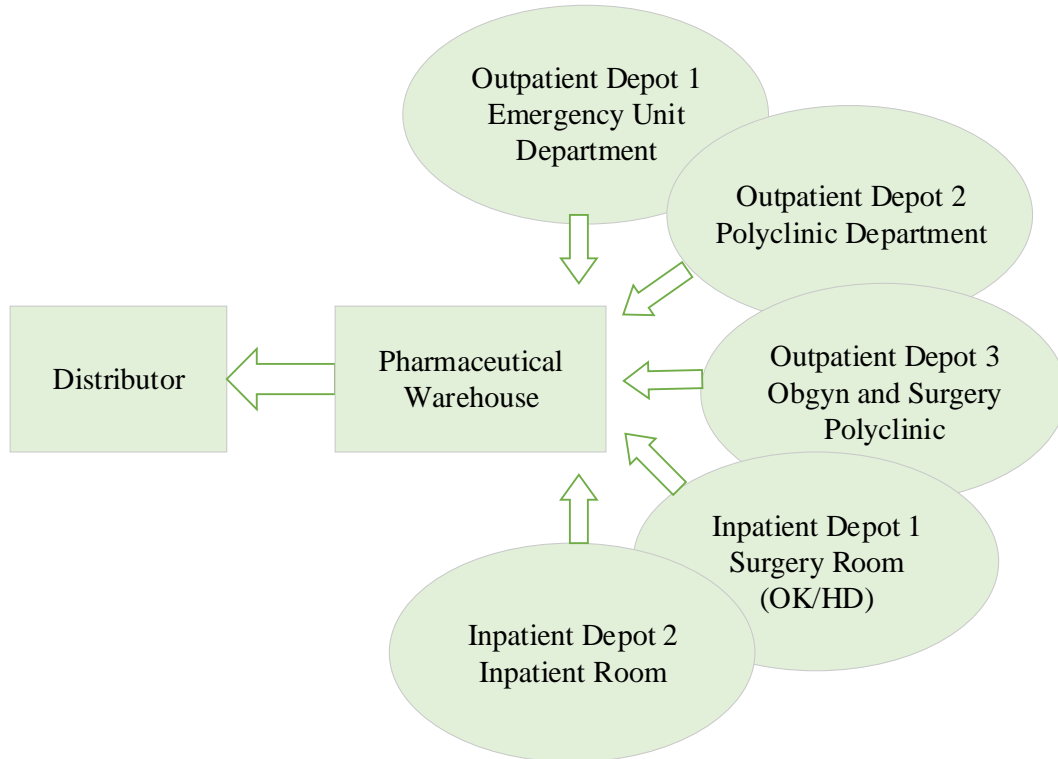 Outpatient Depot 1
Emergency Unit
Department
Outpatient Depot 2
Polyclinic Department
Distributor
Pharmaceutical
Warehouse
Outpatient Depot 3
Obgyn and Surgery
Polyclinic
Inpatient Depot 1
Surgery Room
(OK/HD)
Inpatient Depot 2
Inpatient Room